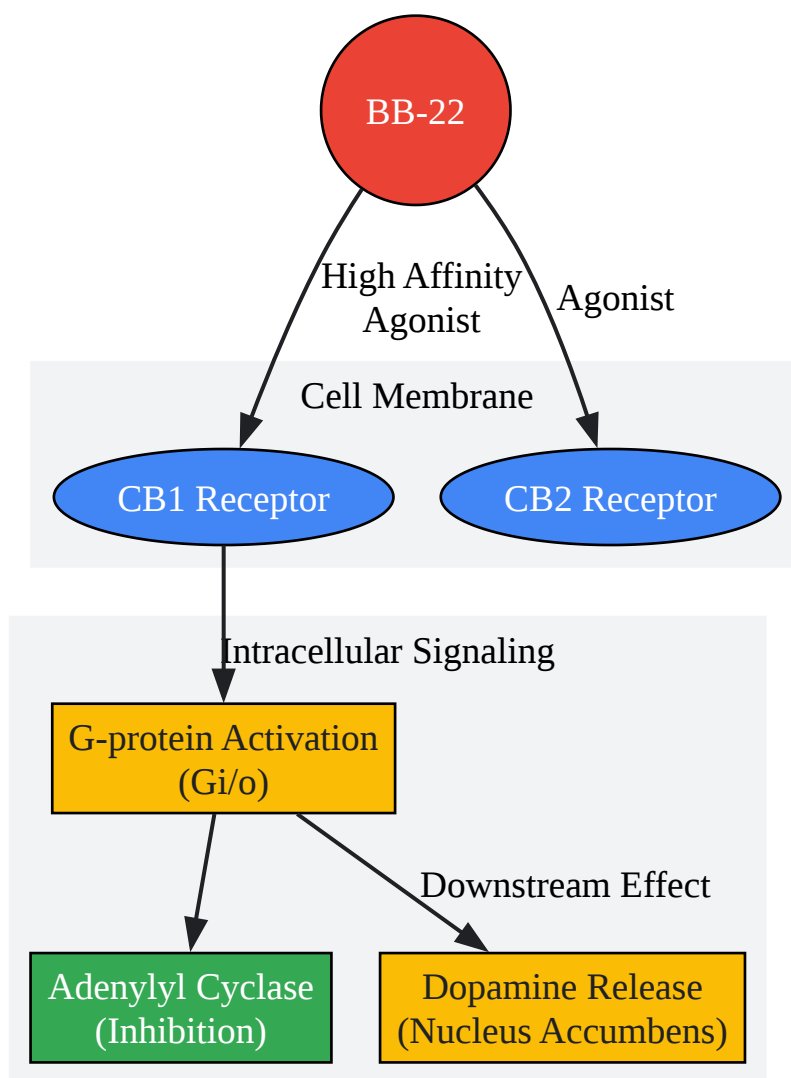 BB-22
High Affinity
Agonist
Agonist
Cell Membrane
CB1 Receptor
CB2 Receptor
Intracellular Signaling
G-protein Activation
(Gi/o)
Downstream Effect
Adenylyl Cyclase
(Inhibition)
Dopamine Release
(Nucleus Accumbens)